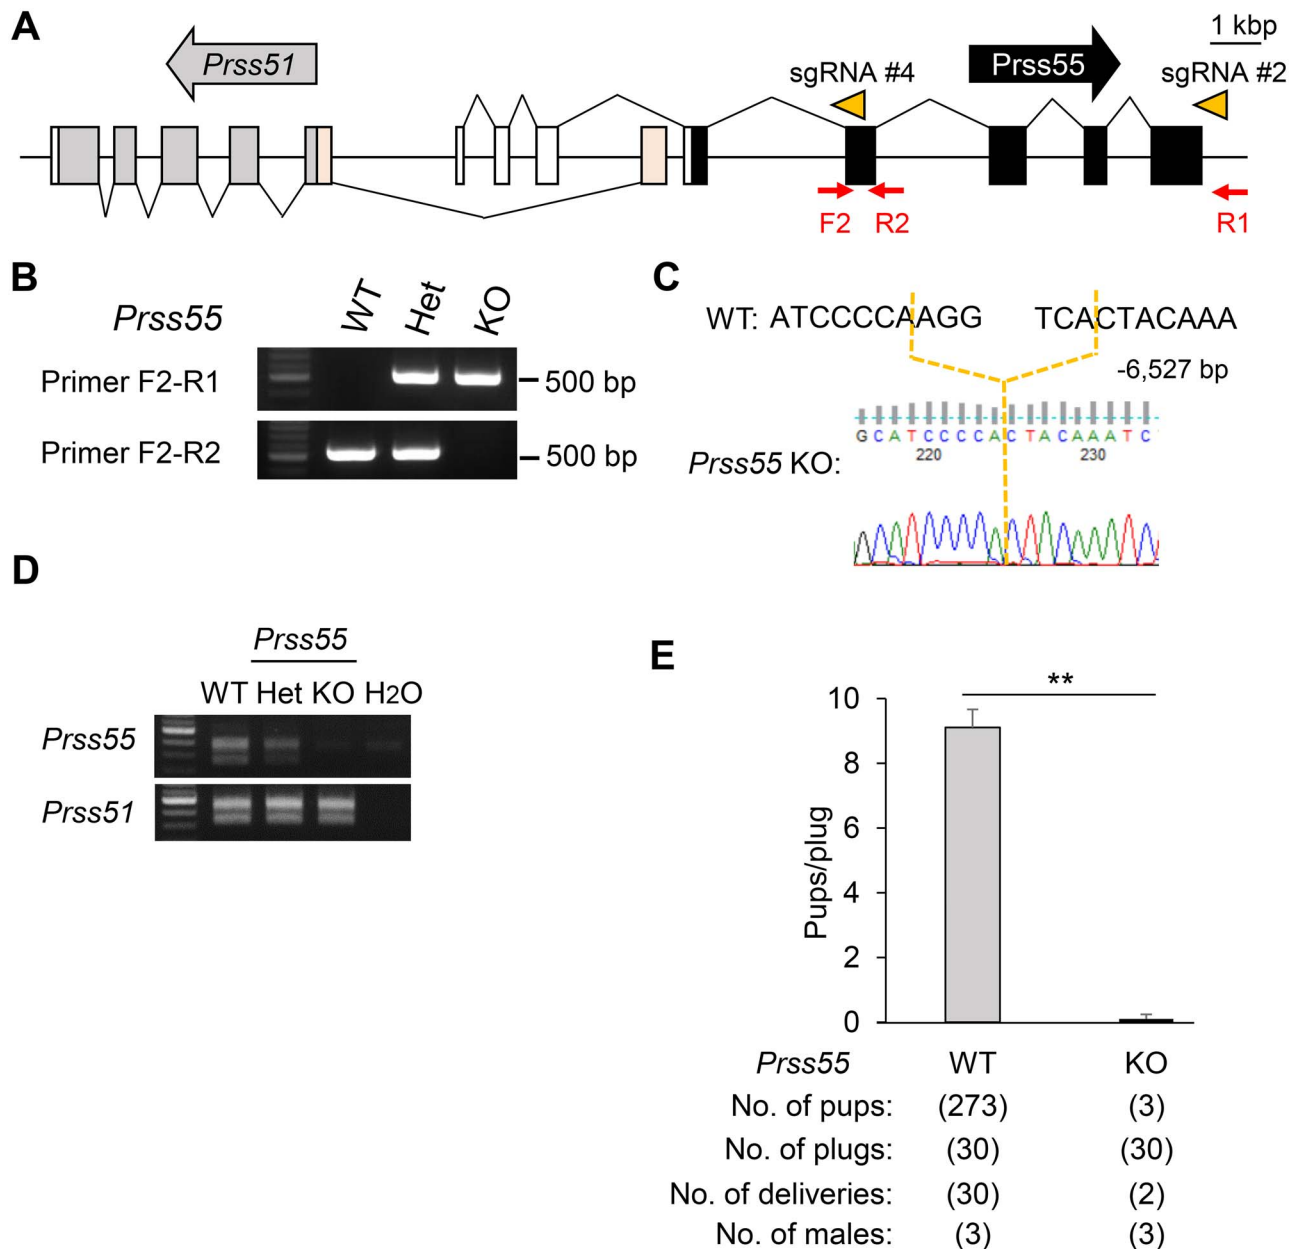 A
1 kbp
Prss51
Prss55
sgRNA #4
sgRNA #2
F2
R2
R1
B
Prss55
WT
Het
KO
Primer F2-R1
500 bp
Primer F2-R2
500 bp
C
WT: ATCCCCAAGG TCACTACAAA
-6,527 bp
GCATCCCCACTACAAATC
220 230
Prss55 KO:
D
Prss55
WT Het KO H2O
Prss55
Prss51
E
**
10
8
6
4
2
0
Pups/plug
Prss55 WT KO
No. of pups: (273) (3)
No. of plugs: (30) (30)
No. of deliveries: (30) (2)
No. of males: (3) (3)